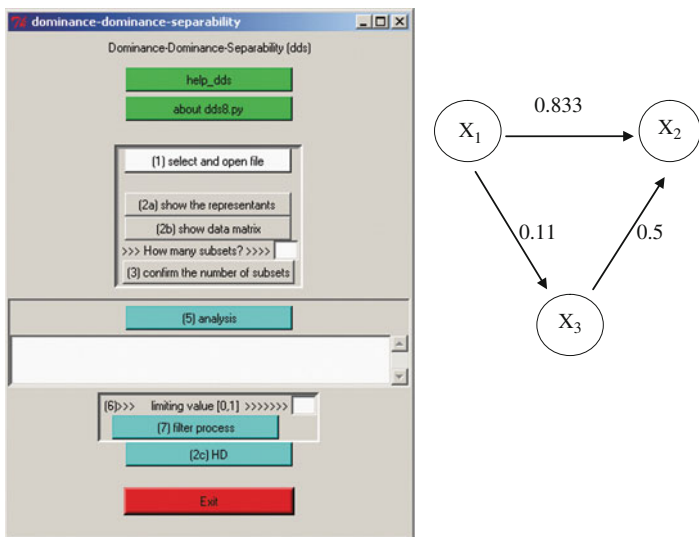 dominance-dominance-separability
Dominance-Dominance-Separability (dds)
help_dds
about dds8.py
(1) select and open file
(2a) show the representants
(2b) show data matrix
>>> How many subsets? >>>>
(3) confirm the number of subsets
(5) analysis
(6)>>> limiting value [0,1] >>>>>>>
(7) filter process
(2c) HD
Exit
X1
0.833
X2
0.11
0.5
X3